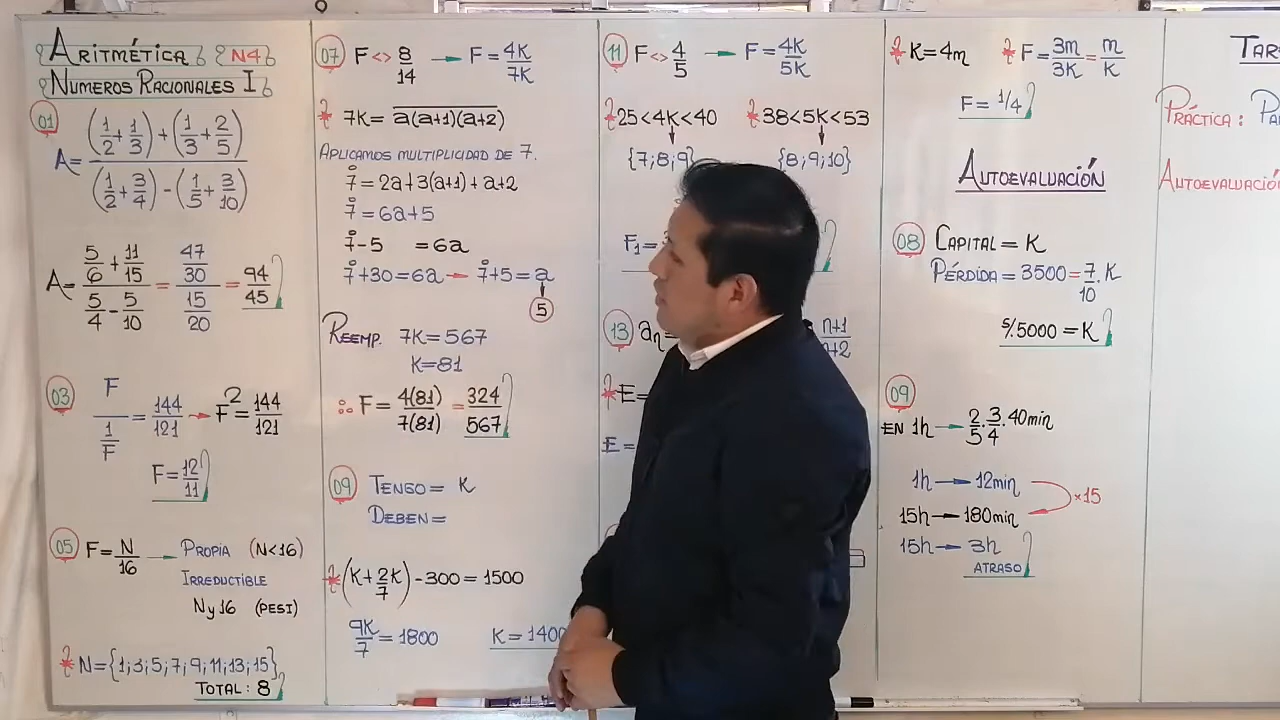 ARITMÉTICA N4
NUMEROS RACIONALES I
01
A = ((1/2 + 1/3) + (1/3 + 2/5)) / ((1/2 + 3/4) - (1/5 + 3/10))
A = (5/6 + 11/15) / (5/4 - 5/10) = (47/30) / (15/20) = 94/45
03
F / (1/F) = 144/121 → F² = 144/121
F = 12/11
05 F = N/16 → PROPIA (N<16)
IRREDUCTIBLE
N y 16 (PESI)
* N = {1;3;5;7;9;11;13;15}
TOTAL: 8
07 F <> 8/14 → F = 4K/7K
* 7K = a(a+1)(a+2)
APLICAMOS MULTIPLICIDAD DE 7.
7̊ = 2a+3(a+1)+a+2
7̊ = 6a+5
7̊-5 = 6a
7̊+30 = 6a → 7̊+5 = a
5
REEMP. 7K = 567
K = 81
∴ F = 4(81)/7(81) = 324/567
09 TENGO = K
DEBEN =
* (K + 2K/7) - 300 = 1500
9K/7 = 1800 K = 1400
11 F <> 4/5 → F = 4K/5K
* 25<4K<40 * 38<5K<53
{7;8;9} {8;9;10}
F₁ =
13 aₙ = n+1/n+2
* E =
E =
* K = 4m * F = 3m/3K = m/K
F = 1/4
AUTOEVALUACIÓN
08 CAPITAL = K
PÉRDIDA = 3500 = 7/10 . K
S/. 5000 = K
09
EN 1h → 2/5 . 3/4 . 40min
1h → 12min
×15
15h → 180min
15h → 3h
ATRASO
TAR
PRÁCTICA: PA
AUTOEVALUACIÓ